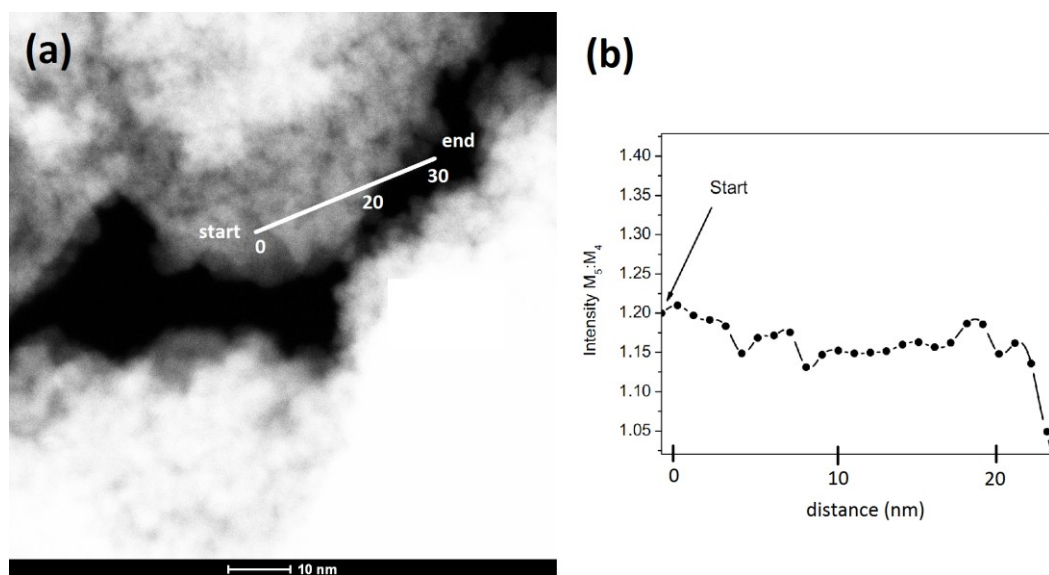 (a)
end
30
20
start
0
10 nm
(b)
1.40
1.35
1.30
1.25
1.20
1.15
1.10
1.05
Intensity M₅:M₄
Start
0 10 20
distance (nm)